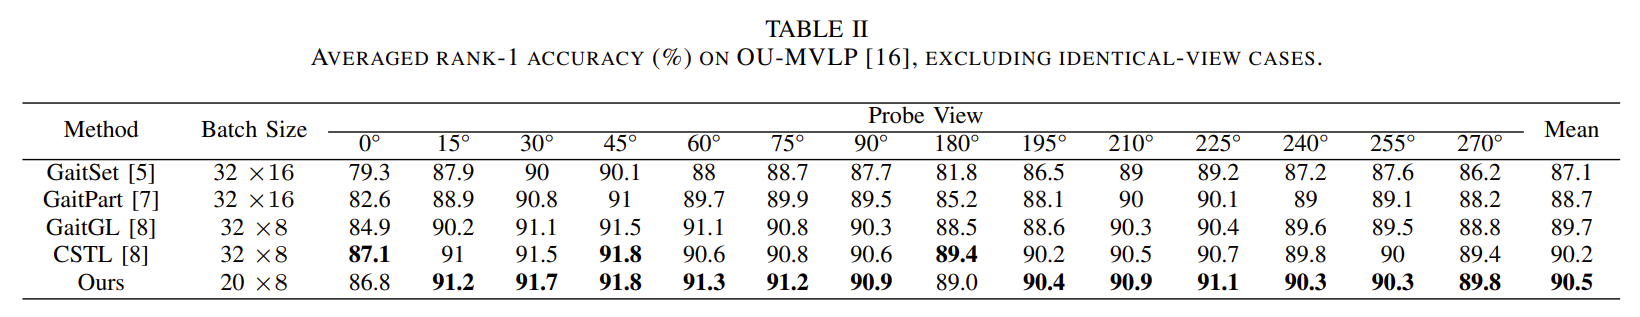 TABLE II
AVERAGED RANK-1 ACCURACY (%) ON OU-MVLP [16], EXCLUDING IDENTICAL-VIEW CASES.
Method Batch Size Probe View Mean
0° 15° 30° 45° 60° 75° 90° 180° 195° 210° 225° 240° 255° 270°
GaitSet [5] 32 ×16 79.3 87.9 90 90.1 88 88.7 87.7 81.8 86.5 89 89.2 87.2 87.6 86.2 87.1
GaitPart [7] 32 ×16 82.6 88.9 90.8 91 89.7 89.9 89.5 85.2 88.1 90 90.1 89 89.1 88.2 88.7
GaitGL [8] 32 ×8 84.9 90.2 91.1 91.5 91.1 90.8 90.3 88.5 88.6 90.3 90.4 89.6 89.5 88.8 89.7
CSTL [8] 32 ×8 87.1 91 91.5 91.8 90.6 90.8 90.6 89.4 90.2 90.5 90.7 89.8 90 89.4 90.2
Ours 20 ×8 86.8 91.2 91.7 91.8 91.3 91.2 90.9 89.0 90.4 90.9 91.1 90.3 90.3 89.8 90.5